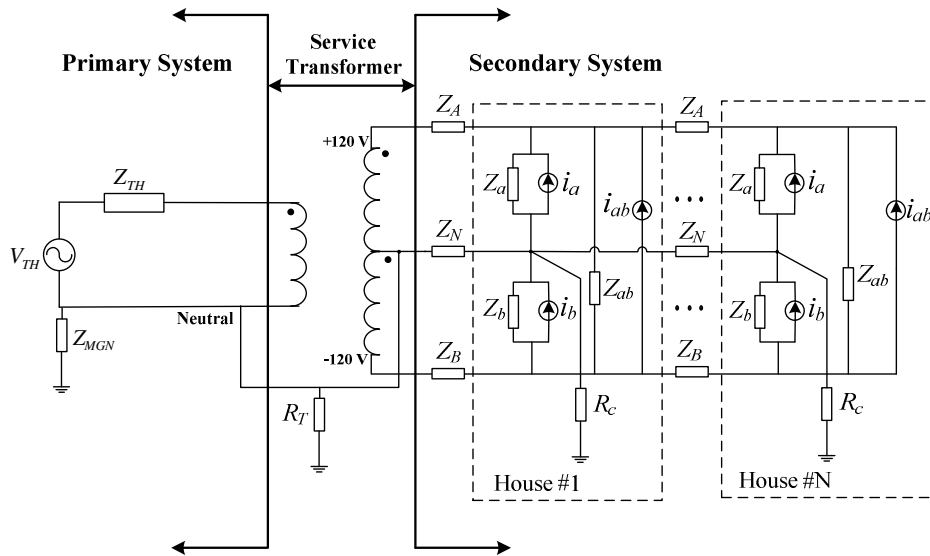 Primary System
Service
Transformer
Secondary System
Z_TH
V_TH
Z_MGN
Neutral
R_T
+120 V
-120 V
Z_A
Z_N
Z_B
Z_a
i_a
Z_b
i_b
Z_ab
i_ab
R_c
House #1
• • •
• • •
Z_A
Z_N
Z_B
Z_a
i_a
Z_b
i_b
Z_ab
i_ab
R_c
House #N